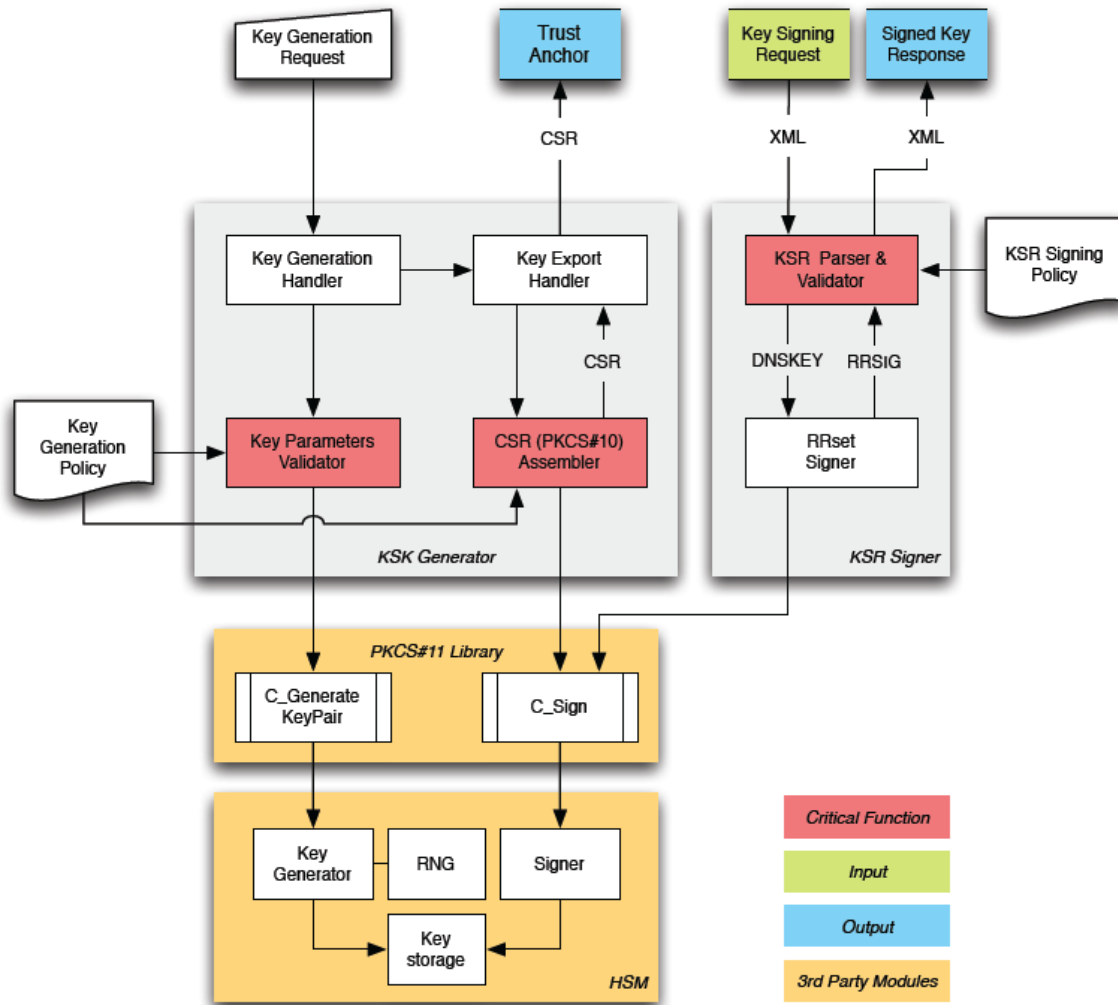 Key Generation
Request
Trust
Anchor
Key Signing
Request
Signed Key
Response
CSR
XML
XML
Key Generation
Handler
Key Export
Handler
KSR Parser &
Validator
KSR Signing
Policy
CSR
DNSKEY
RRSIG
Key
Generation
Policy
Key Parameters
Validator
CSR (PKCS#10)
Assembler
RRset
Signer
KSK Generator
KSR Signer
PKCS#11 Library
C_Generate
KeyPair
C_Sign
Key
Generator
RNG
Signer
Key
storage
HSM
Critical Function
Input
Output
3rd Party Modules